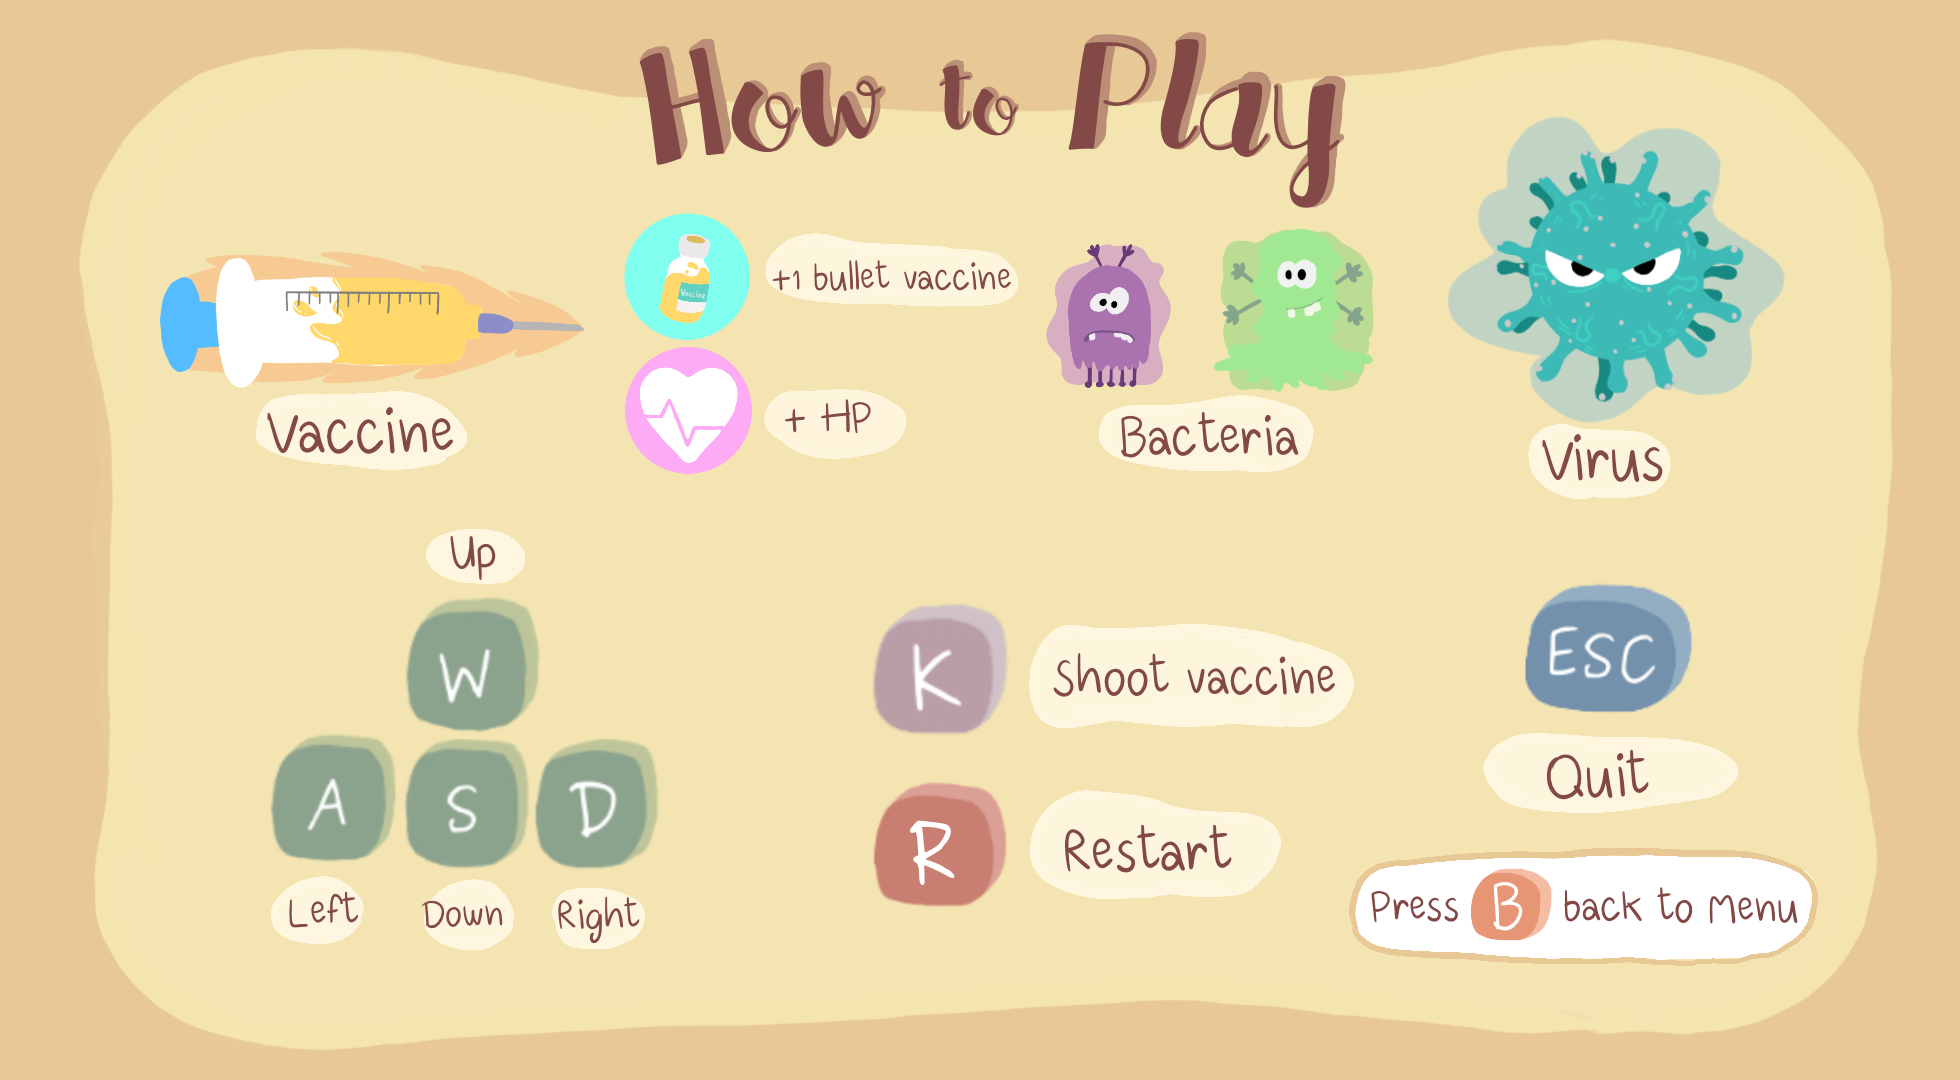 How to Play
Vaccine
+1 bullet vaccine
Vaccine
+ HP
Bacteria
Virus
Up
W
A
S
D
Left
Down
Right
K
Shoot vaccine
R
Restart
ESC
Quit
Press B back to Menu